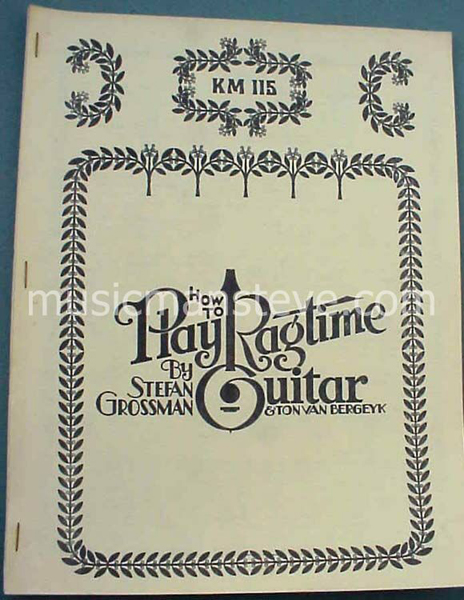 KM 115
HOW TO
Play Ragtime
By
STEFAN GROSSMAN
Guitar
& TON VAN BERGEYK
musicmansteve.com